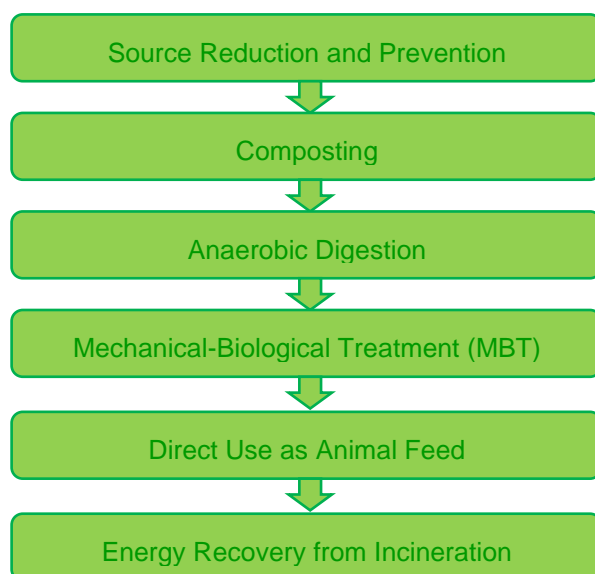 Source Reduction and Prevention
Composting
Anaerobic Digestion
Mechanical-Biological Treatment (MBT)
Direct Use as Animal Feed
Energy Recovery from Incineration